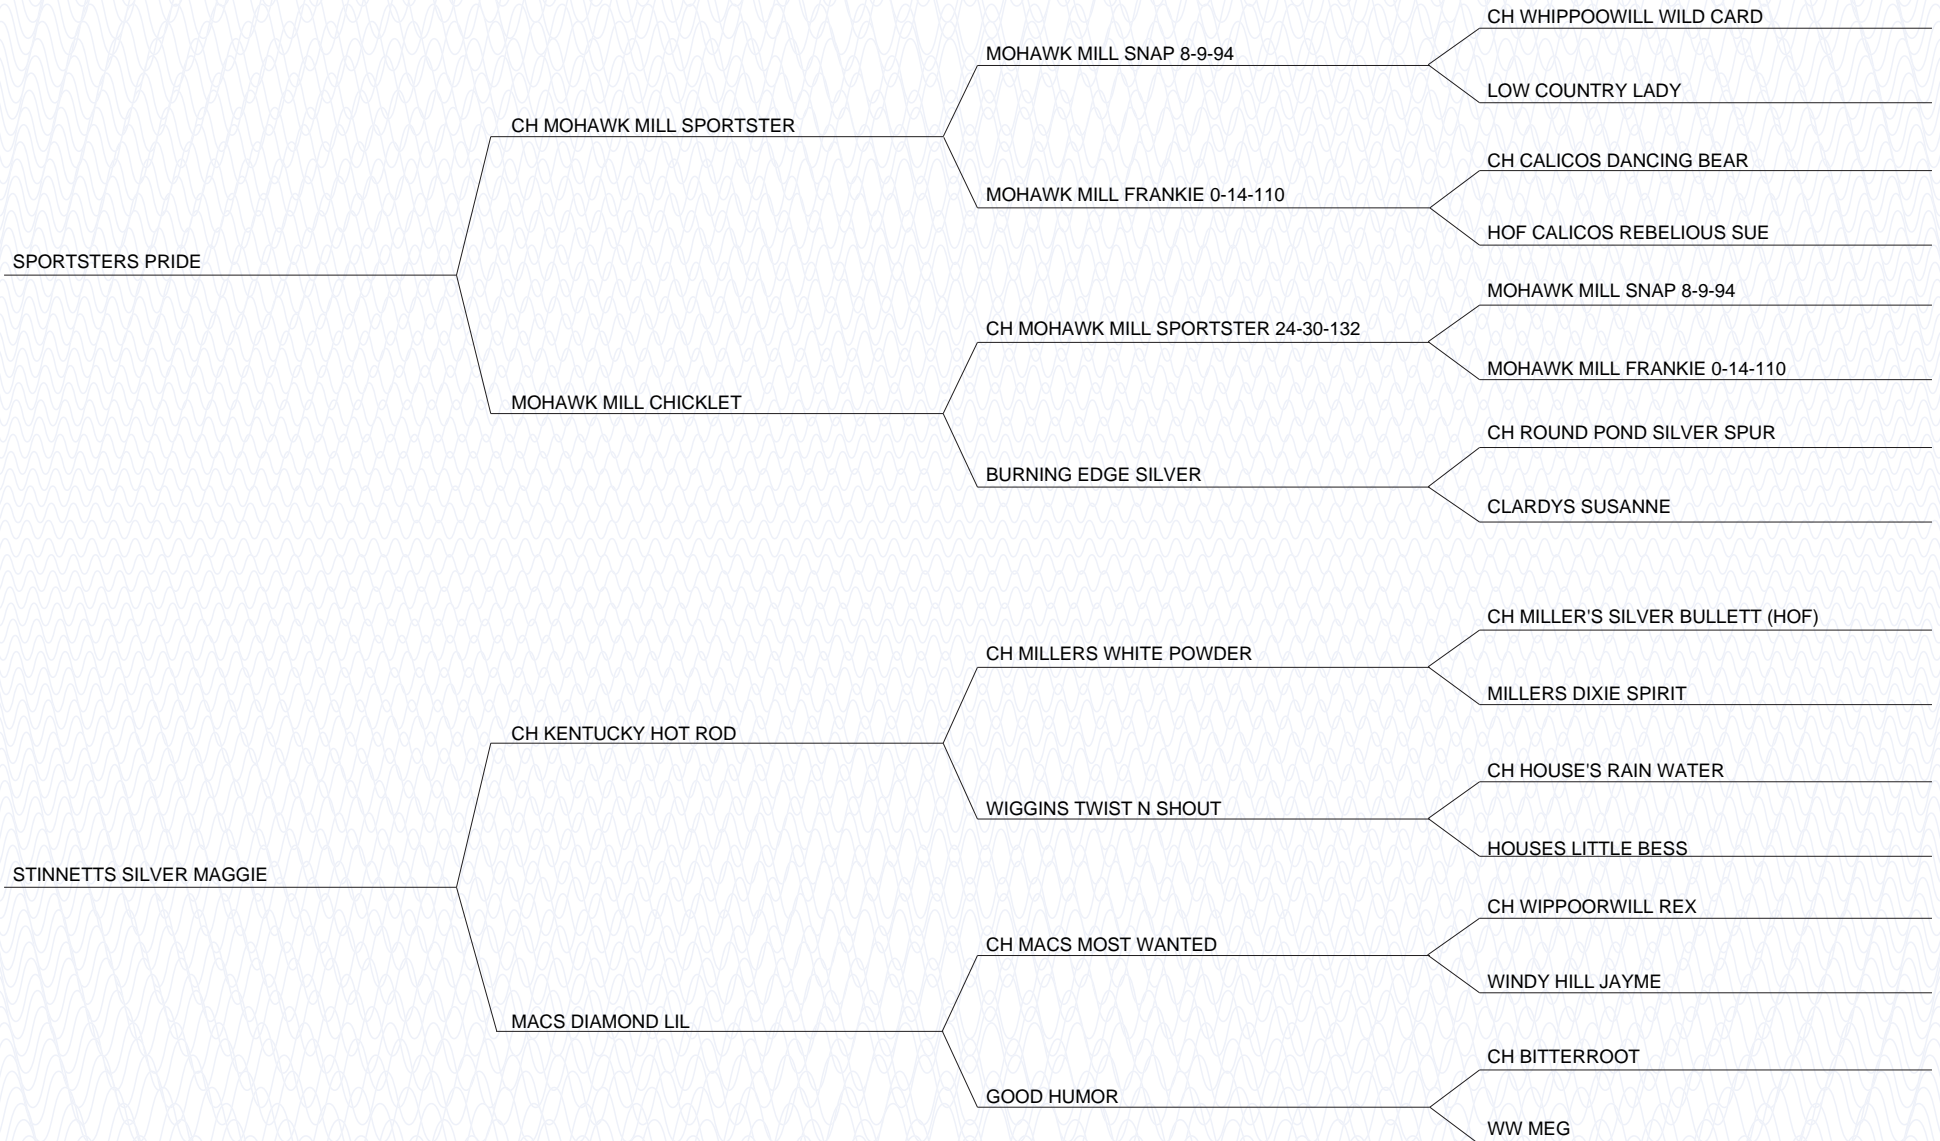 CH WHIPPOOWILL WILD CARD
MOHAWK MILL SNAP 8-9-94
LOW COUNTRY LADY
CH MOHAWK MILL SPORTSTER
CH CALICOS DANCING BEAR
MOHAWK MILL FRANKIE 0-14-110
HOF CALICOS REBELIOUS SUE
SPORTSTERS PRIDE
MOHAWK MILL SNAP 8-9-94
CH MOHAWK MILL SPORTSTER 24-30-132
MOHAWK MILL FRANKIE 0-14-110
MOHAWK MILL CHICKLET
CH ROUND POND SILVER SPUR
BURNING EDGE SILVER
CLARDYS SUSANNE
CH MILLER'S SILVER BULLETT (HOF)
CH MILLERS WHITE POWDER
MILLERS DIXIE SPIRIT
CH KENTUCKY HOT ROD
CH HOUSE'S RAIN WATER
WIGGINS TWIST N SHOUT
HOUSES LITTLE BESS
STINNETTS SILVER MAGGIE
CH WIPPOORWILL REX
CH MACS MOST WANTED
WINDY HILL JAYME
MACS DIAMOND LIL
CH BITTERROOT
GOOD HUMOR
WW MEG